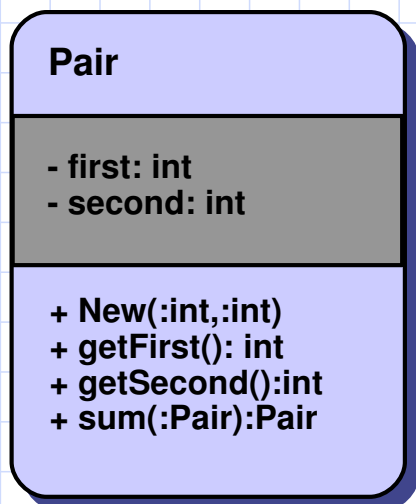 Pair
- first: int
- second: int
+ New(:int,:int)
+ getFirst(): int
+ getSecond():int
+ sum(:Pair):Pair